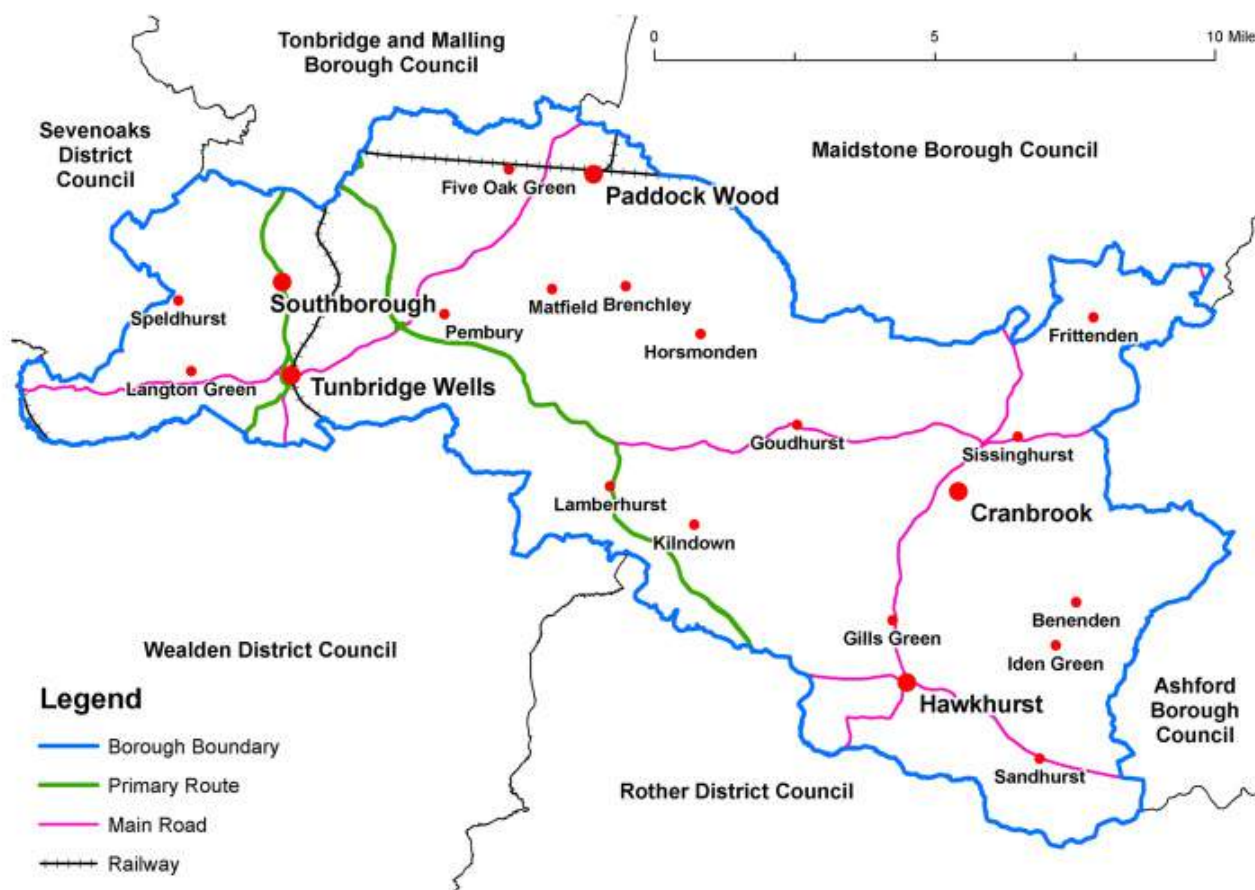 Tonbridge and Malling
Borough Council
0
5
10 Mile
Sevenoaks
District
Council
Maidstone Borough Council
Five Oak Green
Paddock Wood
Southborough
Speldhurst
Matfield
Brenchley
Pembury
Frittenden
Horsmonden
Langton Green
Tunbridge Wells
Goudhurst
Sissinghurst
Lamberhurst
Cranbrook
Kilndown
Benenden
Gills Green
Wealden District Council
Iden Green
Hawkhurst
Ashford
Borough
Council
Sandhurst
Rother District Council
Legend
Borough Boundary
Primary Route
Main Road
Railway